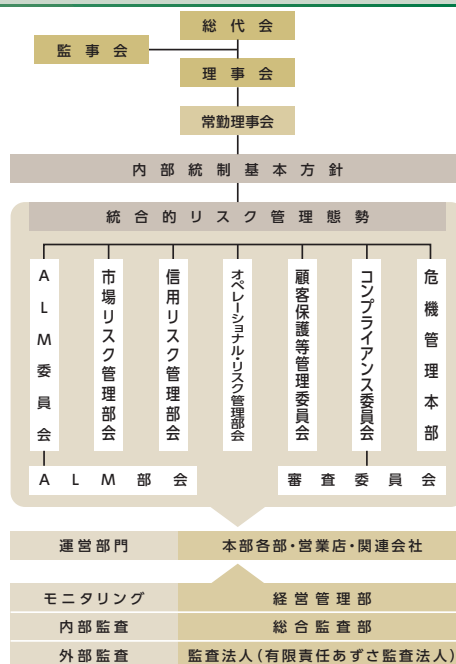 総代会
監事会
理事会
常勤理事会
内部統制基本方針
統合的リスク管理態勢
ALM委員会
市場リスク管理部会
信用リスク管理部会
オペレーショナル・リスク管理部会
顧客保護等管理委員会
コンプライアンス委員会
危機管理本部
ALM部会
審査委員会
運営部門 本部各部・営業店・関連会社
モニタリング 経営管理部
内部監査 総合監査部
外部監査 監査法人(有限責任あずさ監査法人)